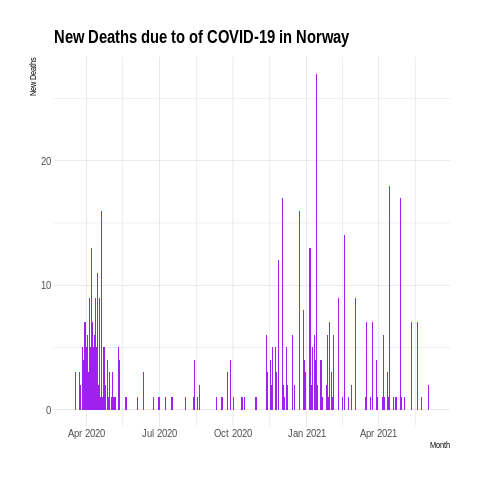 New Deaths due to of COVID-19 in Norway
New Deaths
20
10
0
Apr 2020 Jul 2020 Oct 2020 Jan 2021 Apr 2021
Month